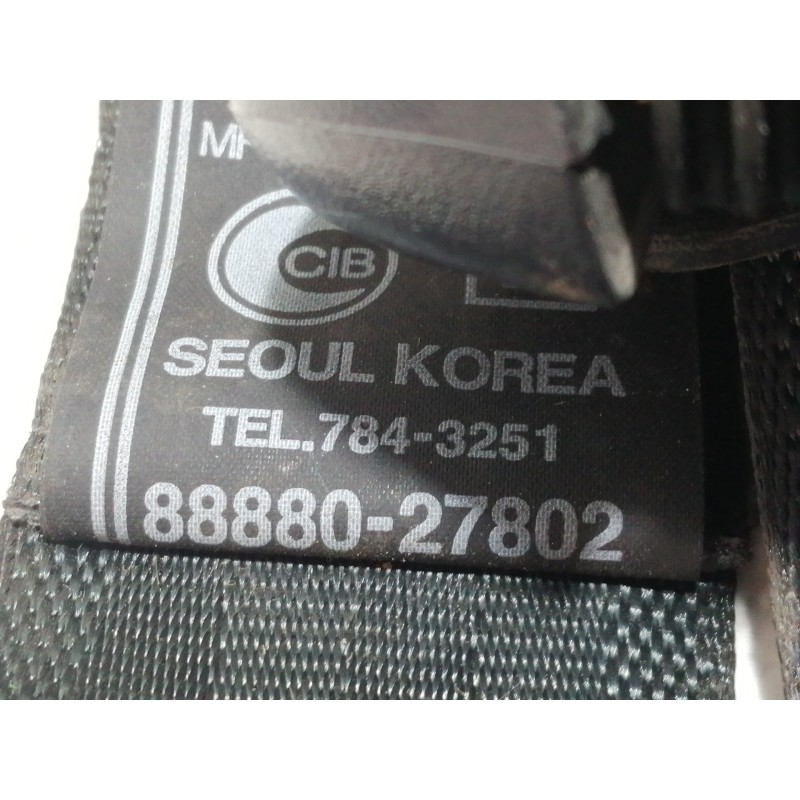 CIB
SEOUL KOREA
TEL.784-3251
88880-27802